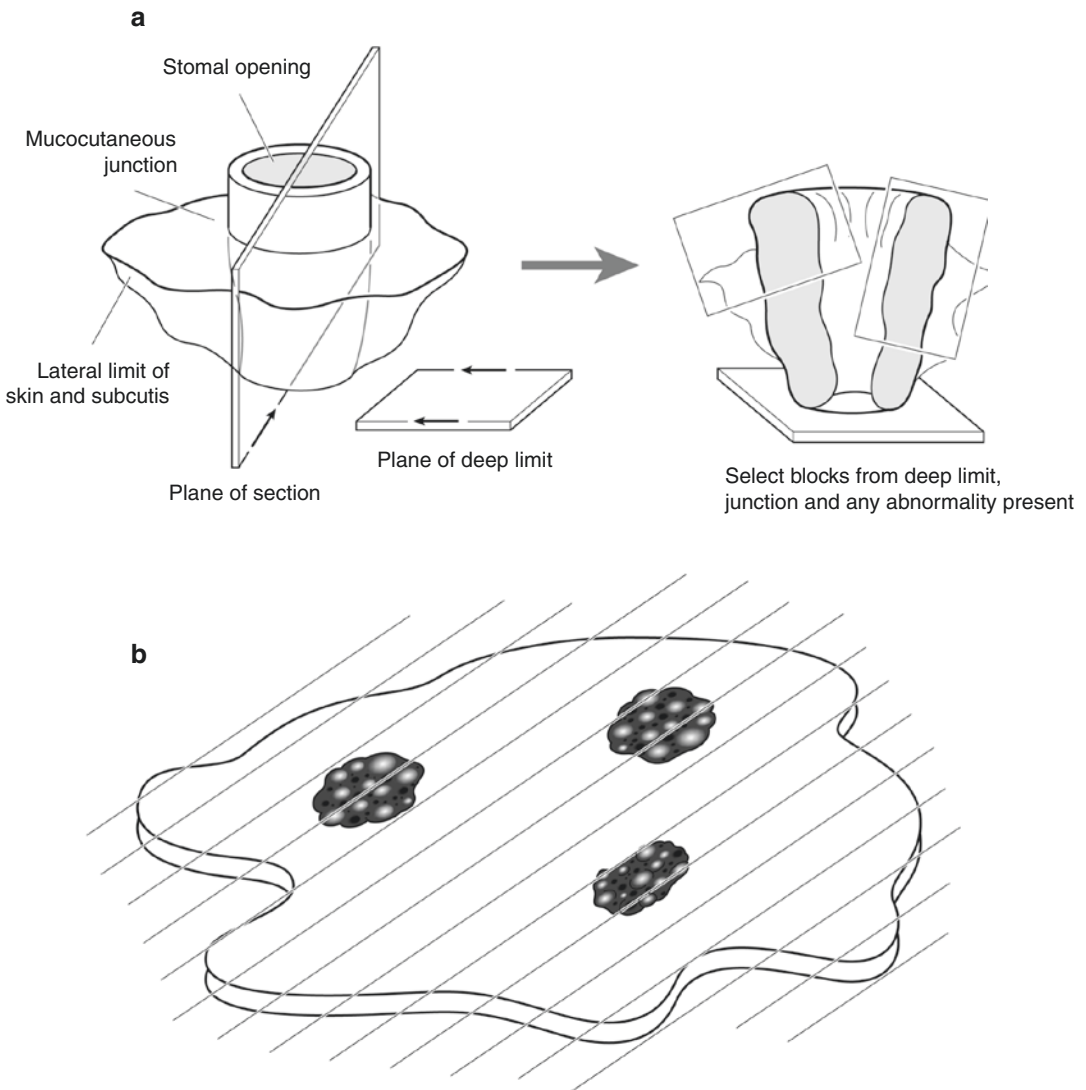 a
Stomal opening
Mucocutaneous
junction
Lateral limit of
skin and subcutis
Plane of deep limit
Plane of section
Select blocks from deep limit,
junction and any abnormality present
b